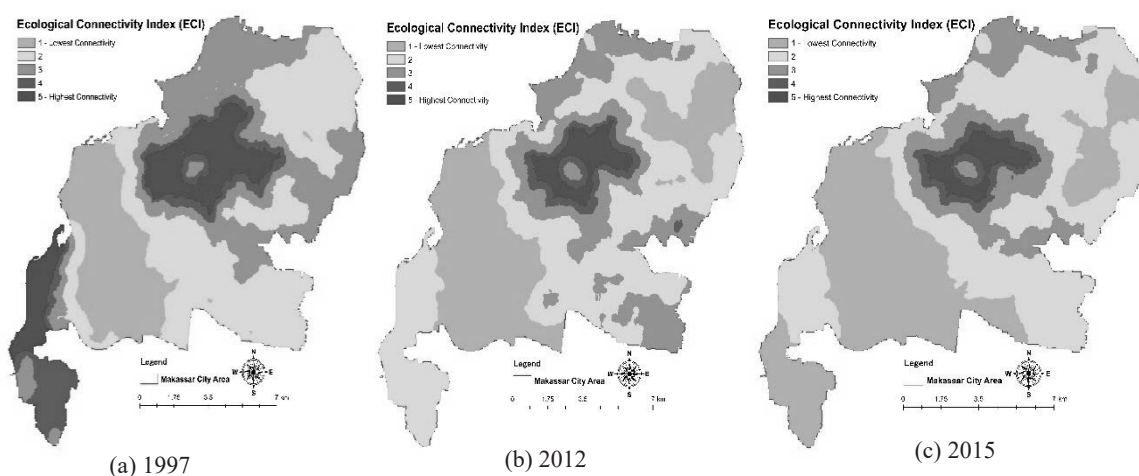 Ecological Connectivity Index (ECI)
1 - Lowest Connectivity
2
3
4
5 - Highest Connectivity
Legend
Makassar City Area
N
W E
S
0 1.75 3.5 7 km
(a) 1997
Ecological Connectivity Index (ECI)
1 - Lowest Connectivity
2
3
4
5 - Highest Connectivity
Legend
Makassar City Area
N
W E
S
0 1.75 3.5 7 km
(b) 2012
Ecological Connectivity Index (ECI)
1 - Lowest Connectivity
2
3
4
5 - Highest Connectivity
Legend
Makassar City Area
N
W E
S
0 1.75 3.5 7 km
(c) 2015